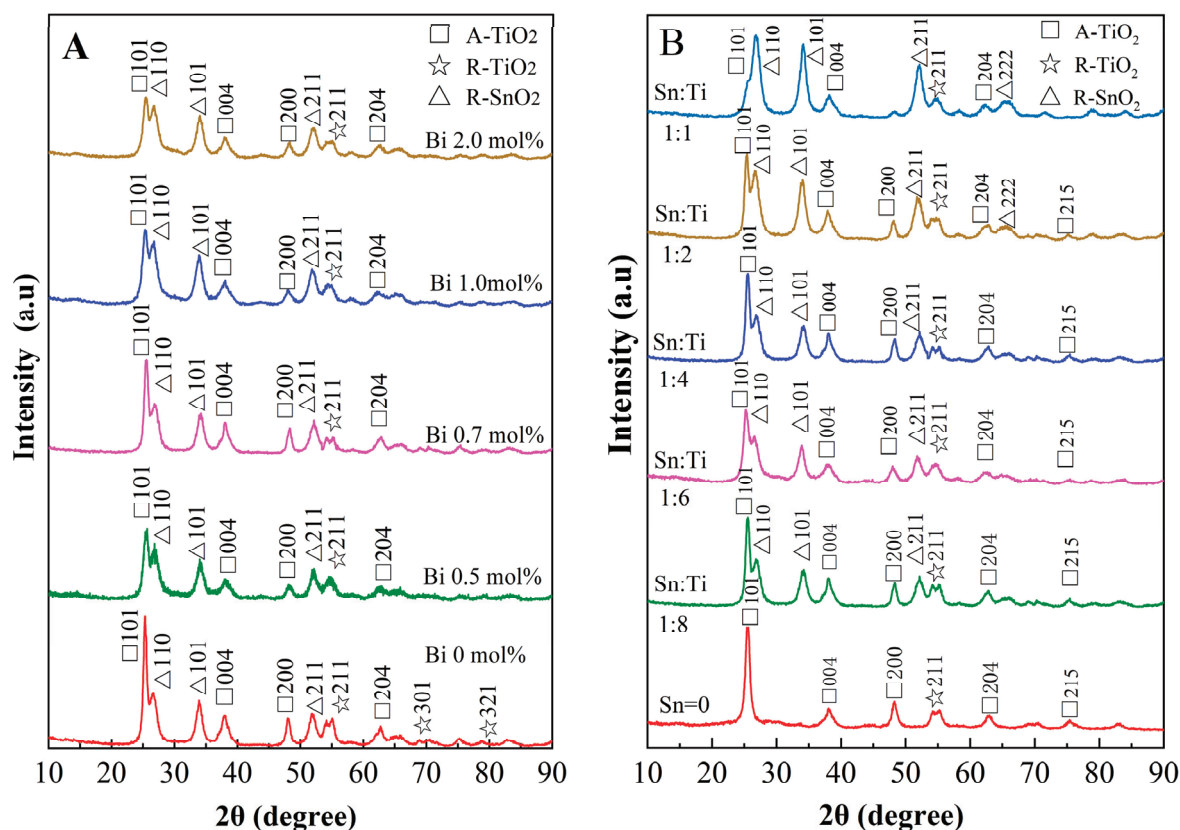 A
□ A-TiO2
☆ R-TiO2
△ R-SnO2
□101 △110 △101 □004 □200 △211 ☆211 □204
Bi 2.0 mol%
□101 △110 △101 □004 □200 △211 ☆211 □204
Bi 1.0mol%
□101 △110 △101 □004 □200 △211 ☆211 □204
Bi 0.7 mol%
□101 △110 △101 □004 □200 △211 ☆211 □204
Bi 0.5 mol%
□101 △110 △101 □004 □200 △211 ☆211 □204 ☆301 ☆321
Bi 0 mol%
Intensity (a.u)
10 20 30 40 50 60 70 80 90
2θ (degree)
B
□ A-TiO₂
☆ R-TiO₂
△ R-SnO₂
□101 △110 △101 □004 △211 ☆211 □204 △222
Sn:Ti
1:1
□101 △110 △101 □004 □200 △211 ☆211 □204 △222 □215
Sn:Ti
1:2
□101 △110 △101 □004 □200 △211 ☆211 □204 □215
Sn:Ti
1:4
□101 △110 △101 □004 □200 △211 ☆211 □204 □215
Sn:Ti
1:6
□101 △110 △101 □004 □200 △211 ☆211 □204 □215
Sn:Ti
1:8
□101 □004 □200 ☆211 □204 □215
Sn=0
Intensity (a.u)
10 20 30 40 50 60 70 80 90
2θ (degree)